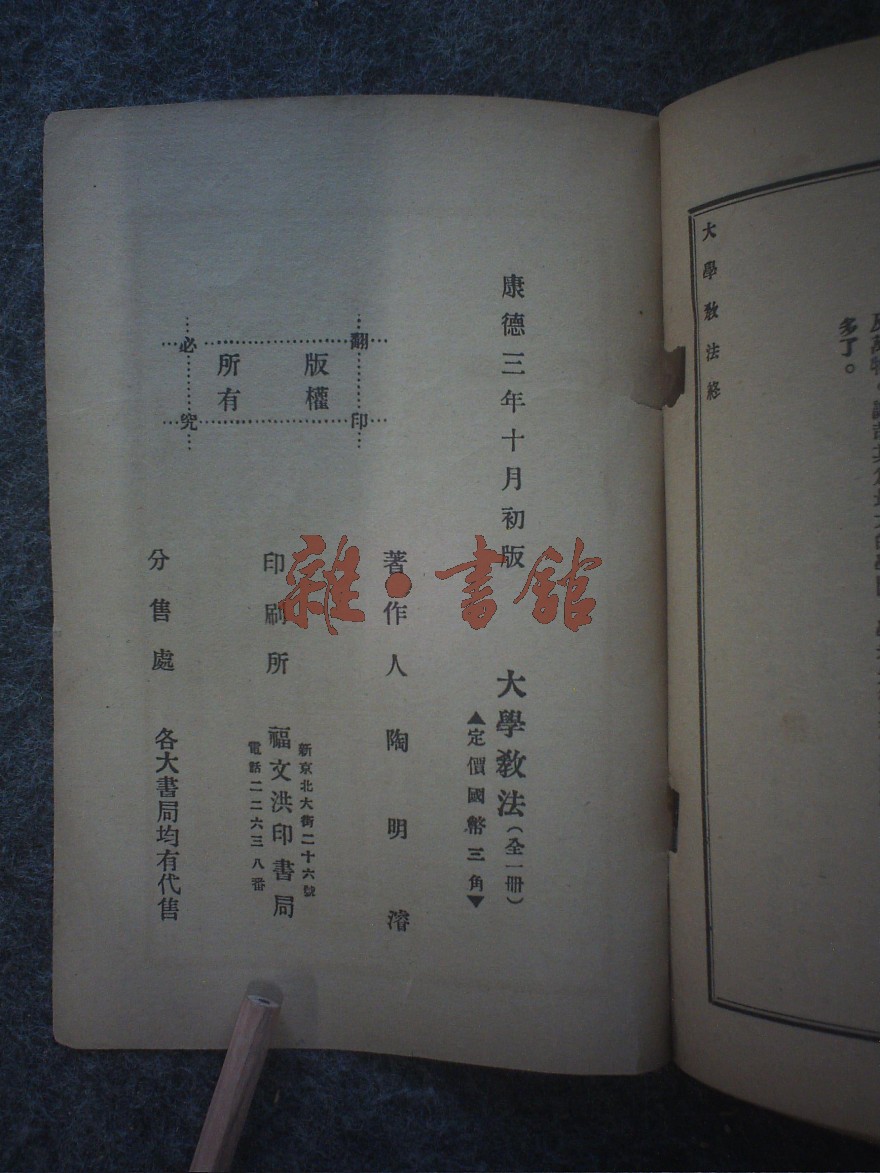 大學敎法終
多了。
康德三年十月初版
大學敎法(全一册)
▲定價國幣三角▼
著作人 陶明濬
印刷所 福文洪印書局
新京北大街二十六號
電話二二六三八番
分售處 各大書局均有代售
版權所有
翻印必究
雜·書館